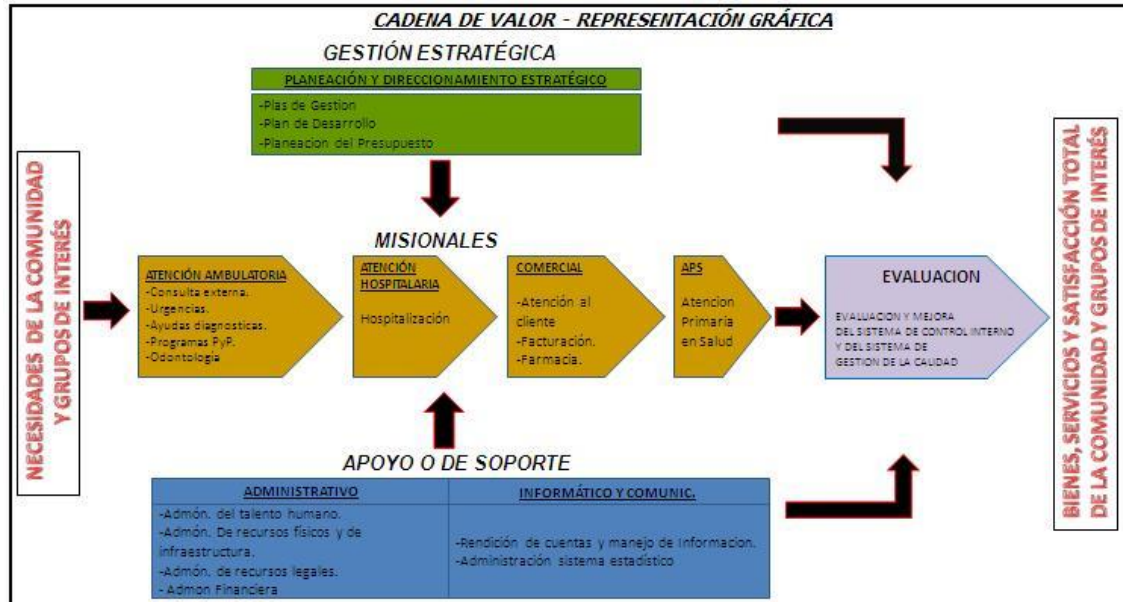 CADENA DE VALOR - REPRESENTACIÓN GRÁFICA
GESTIÓN ESTRATÉGICA
PLANEACIÓN Y DIRECCIONAMIENTO ESTRATÉGICO
-Plas de Gestion
-Plan de Desarrollo
-Planeacion del Presupuesto
NECESIDADES DE LA COMUNIDAD
Y GRUPOS DE INTERÉS
MISIONALES
ATENCIÓN AMBULATORIA
-Consulta externa.
-Urgencias.
-Ayudas diagnosticas.
-Programas PyP.
-Odontología
ATENCIÓN
HOSPITALARIA
Hospitalización
COMERCIAL
-Atención al
cliente
-Facturación.
-Farmacia.
APS
Atencion
Primaria
en Salud
EVALUACION
EVALUACION Y MEJORA
DEL SISTEMA DE CONTROL INTERNO
Y DEL SISTEMA DE
GESTION DE LA CALIDAD
BIENES, SERVICIOS Y SATISFACCIÓN TOTAL
DE LA COMUNIDAD Y GRUPOS DE INTERÉS
APOYO O DE SOPORTE
ADMINISTRATIVO
-Admón. del talento humano.
-Admón. De recursos físicos y de
infraestructura.
-Admón. de recursos legales.
- Admon Financiera
INFORMÁTICO Y COMUNIC.
-Rendición de cuentas y manejo de Informacion.
-Administración sistema estadístico